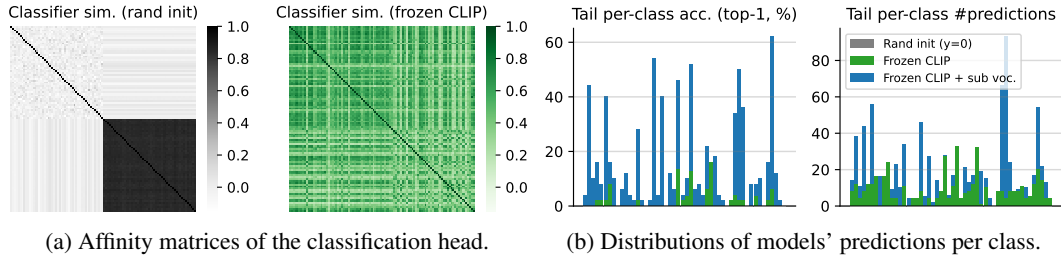 Classifier sim. (rand init)
1.0
0.8
0.6
0.4
0.2
0.0
Classifier sim. (frozen CLIP)
1.0
0.8
0.6
0.4
0.2
0.0
(a) Affinity matrices of the classification head.
Tail per-class acc. (top-1, %)
60
40
20
0
Tail per-class #predictions
Rand init (y=0)
Frozen CLIP
Frozen CLIP + sub voc.
80
60
40
20
0
(b) Distributions of models' predictions per class.